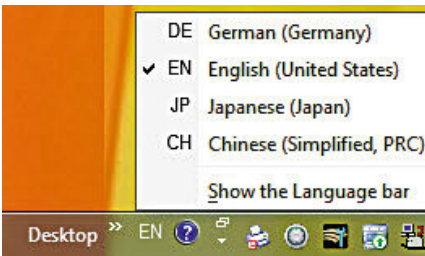 DE German (Germany)
✓ EN English (United States)
JP Japanese (Japan)
CH Chinese (Simplified, PRC)
Show the Language bar
Desktop » EN